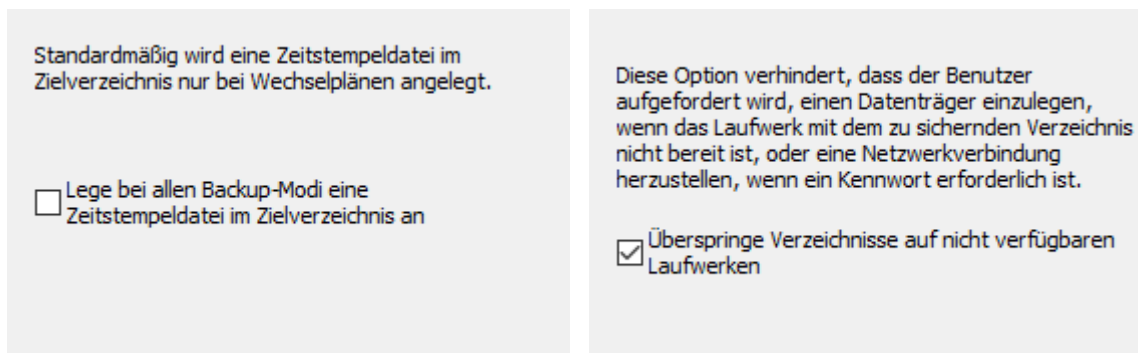 Standardmäßig wird eine Zeitstempeldatei im
Zielverzeichnis nur bei Wechselplänen angelegt.
Lege bei allen Backup-Modi eine
Zeitstempeldatei im Zielverzeichnis an
Diese Option verhindert, dass der Benutzer
aufgefordert wird, einen Datenträger einzulegen,
wenn das Laufwerk mit dem zu sichernden Verzeichnis
nicht bereit ist, oder eine Netzwerkverbindung
herzustellen, wenn ein Kennwort erforderlich ist.
Überspringe Verzeichnisse auf nicht verfügbaren
Laufwerken